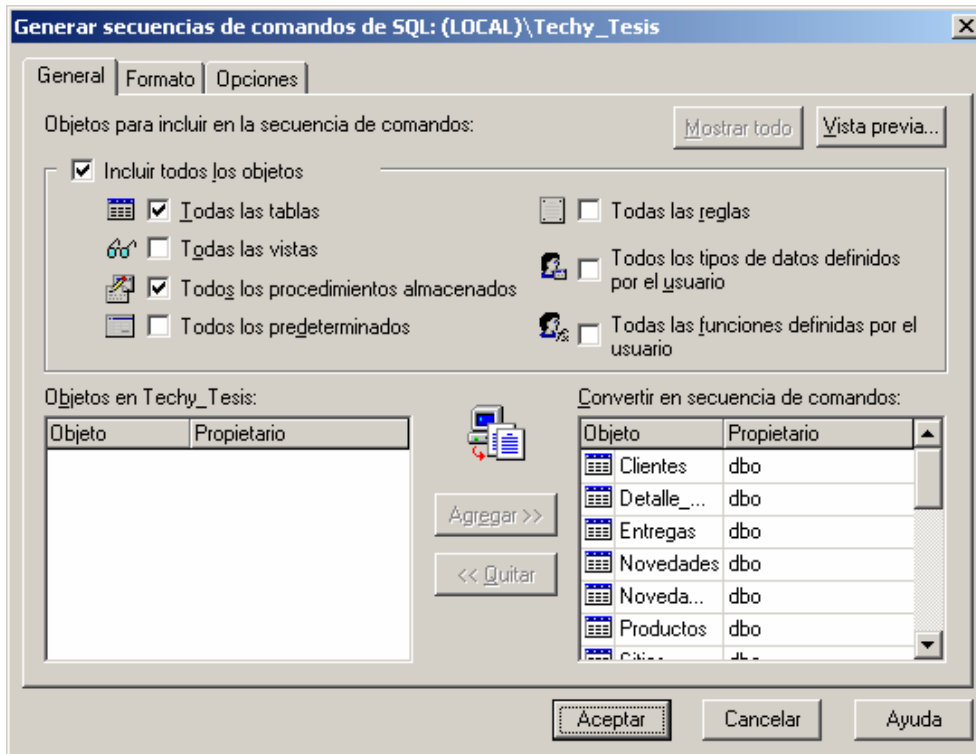 Generar secuencias de comandos de SQL: (LOCAL)\Techy_Tesis
General Formato Opciones
Objetos para incluir en la secuencia de comandos:
Mostrar todo
Vista previa...
Incluir todos los objetos
Todas las tablas
Todas las vistas
Todos los procedimientos almacenados
Todos los predeterminados
Todas las reglas
Todos los tipos de datos definidos
por el usuario
Todas las funciones definidas por el
usuario
Objetos en Techy_Tesis:
Objeto Propietario
Agregar >>
<< Quitar
Convertir en secuencia de comandos:
Objeto Propietario
Clientes dbo
Detalle_... dbo
Entregas dbo
Novedades dbo
Noveda... dbo
Productos dbo
Aceptar Cancelar Ayuda